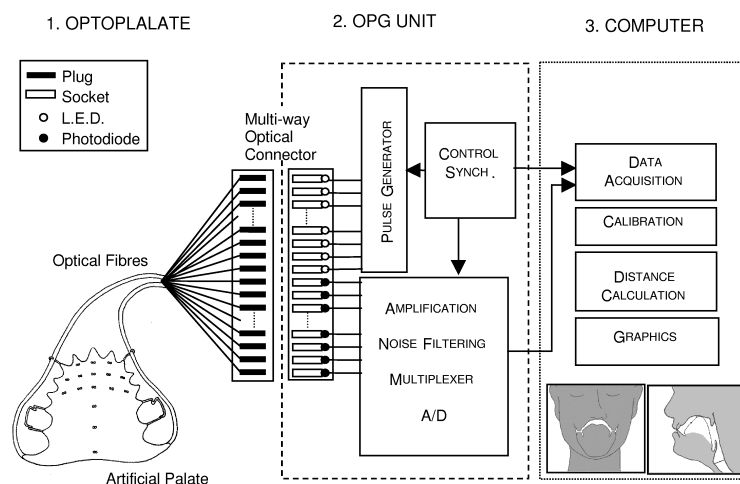 1. OPTOPLALATE
2. OPG UNIT
3. COMPUTER
Plug
Socket
L.E.D.
Photodiode
Multi-way
Optical
Connector
Optical Fibres
Artificial Palate
PULSE GENERATOR
CONTROL
SYNCH .
AMPLIFICATION
NOISE FILTERING
MULTIPLEXER
A/D
DATA
ACQUISITION
CALIBRATION
DISTANCE
CALCULATION
GRAPHICS